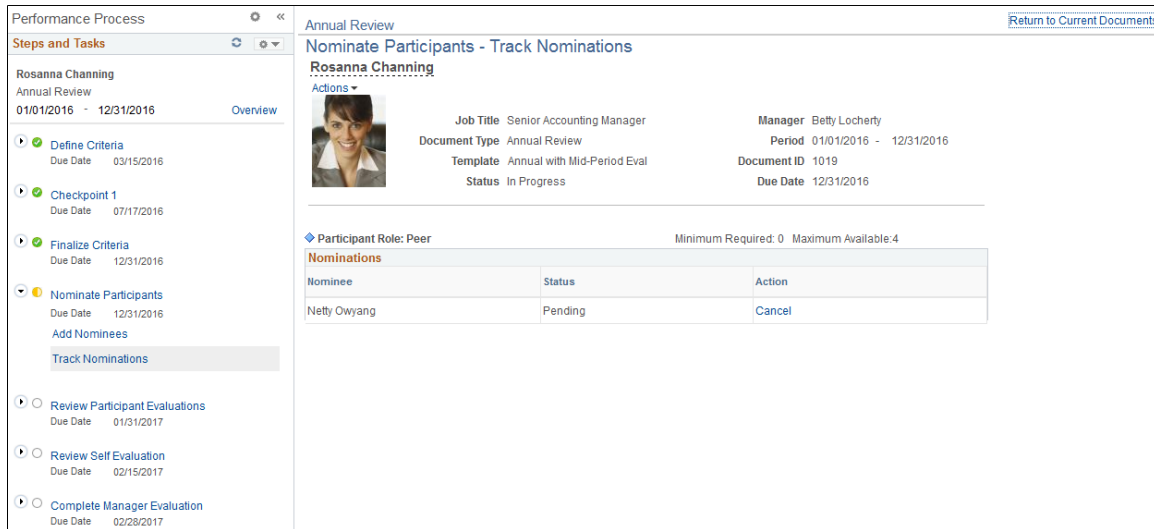 Performance Process
Steps and Tasks
Rosanna Channing
Annual Review
01/01/2016 - 12/31/2016 Overview
Define Criteria
Due Date 03/15/2016
Checkpoint 1
Due Date 07/17/2016
Finalize Criteria
Due Date 12/31/2016
Nominate Participants
Due Date 12/31/2016
Add Nominees
Track Nominations
Review Participant Evaluations
Due Date 01/31/2017
Review Self Evaluation
Due Date 02/15/2017
Complete Manager Evaluation
Due Date 02/28/2017
Return to Current Documents
Annual Review
Nominate Participants - Track Nominations
Rosanna Channing
Actions
Job Title Senior Accounting Manager Manager Betty Locherty
Document Type Annual Review Period 01/01/2016 - 12/31/2016
Template Annual with Mid-Period Eval Document ID 1019
Status In Progress Due Date 12/31/2016
Participant Role: Peer Minimum Required: 0 Maximum Available:4
Nominations
Nominee Status Action
Netty Owyang Pending Cancel